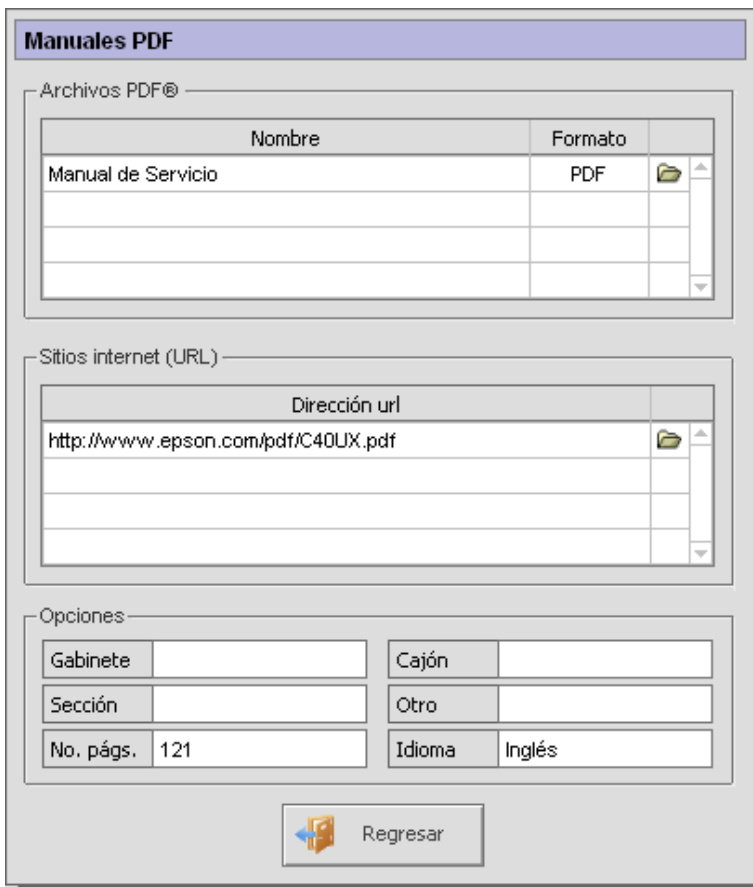 Manuales PDF
Archivos PDF®
Nombre Formato
Manual de Servicio PDF
Sitios internet (URL)
Dirección url
http://www.epson.com/pdf/C40UX.pdf
Opciones
Gabinete Cajón
Sección Otro
No. págs. 121 Idioma Inglés
Regresar